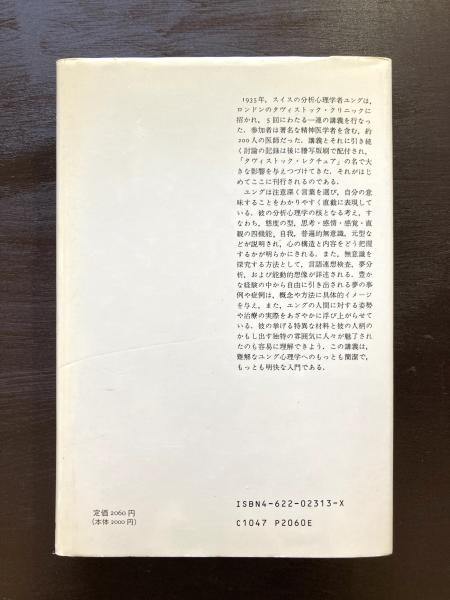 1935年，スイスの分析心理学者ユングは，
ロンドンのタヴィストック・クリニックに
招かれ，5回にわたる一連の講義を行なっ
た．参加者は著名な精神医学者を含む，約
200人の医師だった．講義とそれに引き続
く討論の記録は後に謄写版刷で配付され，
「タヴィストック・レクチュア」の名で大
きな影響を与えつづけてきた．それがはじ
めてここに刊行されるのである．
ユングは注意深く言葉を選び，自分の意
味することをわかりやすく直截に表現して
いる．彼の分析心理学の核となる考え，す
なわち，態度の型，思考・感情・感覚・直
観の四機能，自我，普遍的無意識，元型な
どが説明され，心の構造と内容をどう把握
するかが明らかにされる．また，無意識を
探究する方法として，言語連想検査，夢分
析，および能動的想像が詳述される．豊か
な経験の中から自由に引き出される夢の事
例や症例は，概念や方法に具体的イメージ
を与え，また，ユングの人間に対する姿勢
や治療の実際をあざやかに浮び上がらせて
いる．彼の挙げる特異な材料と彼の人柄の
かもし出す独特の雰囲気に人々が魅了され
たのも容易に理解できよう．この講義は，
難解なユング心理学へのもっとも簡潔で，
もっとも明快な入門である．
ISBN4-622-02313-X
C1047 P2060E
定価 2060 円
（本体 2000 円）